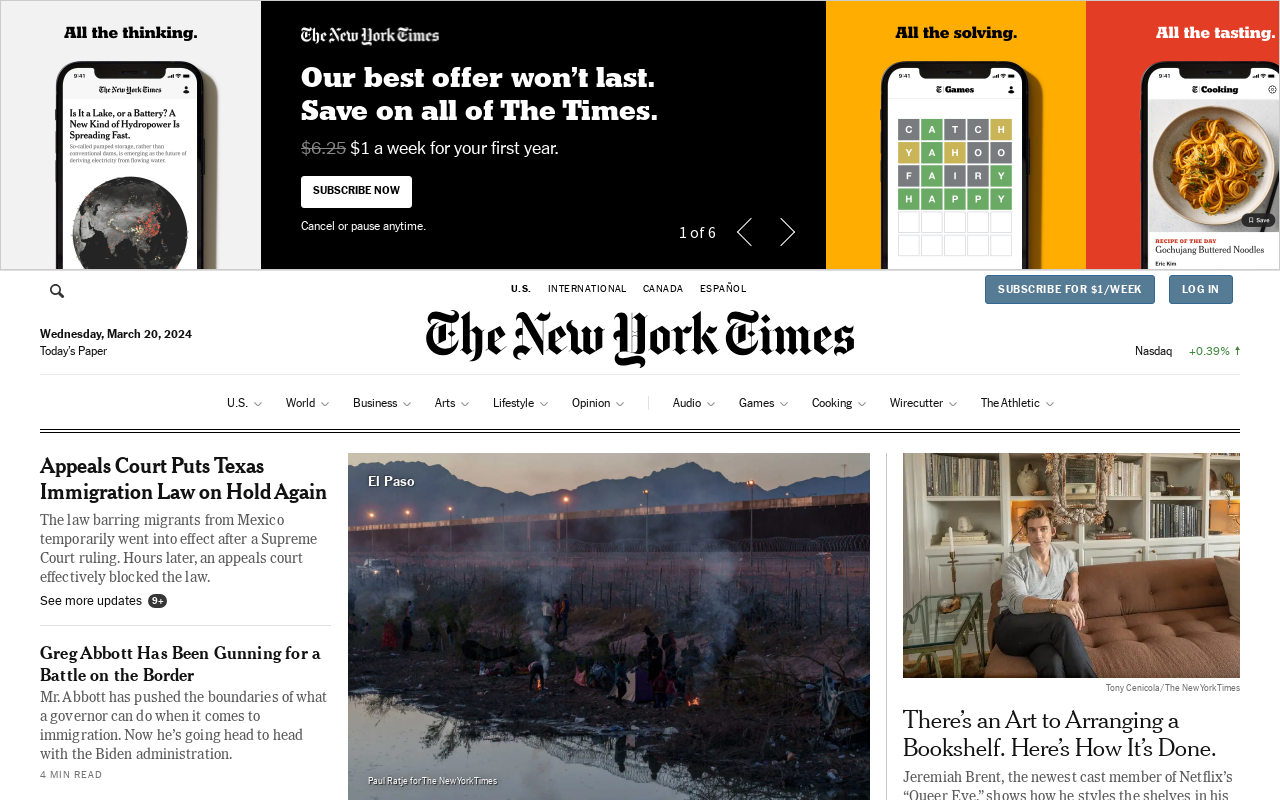 All the thinking.
9:41
The New York Times
Is It a Lake, or a Battery? A
New Kind of Hydropower Is
Spreading Fast.
So-called pumped storage, rather than
conventional dams, is emerging as the future of
deriving electricity from flowing water.
The New York Times
Our best offer won't last.
Save on all of The Times.
$6.25 $1 a week for your first year.
SUBSCRIBE NOW
Cancel or pause anytime.
1 of 6
All the solving.
9:41
Games
C A T C H
Y A H O O
F A I R Y
H A P P Y
All the tasting.
9:41
Cooking
Save
RECIPE OF THE DAY
Gochujang Buttered Noodles
Eric Kim
U.S. INTERNATIONAL CANADA ESPAÑOL
SUBSCRIBE FOR $1/WEEK LOG IN
The New York Times
Wednesday, March 20, 2024
Today's Paper
Nasdaq +0.39%
U.S. World Business Arts Lifestyle Opinion Audio Games Cooking Wirecutter The Athletic
Appeals Court Puts Texas
Immigration Law on Hold Again
The law barring migrants from Mexico
temporarily went into effect after a Supreme
Court ruling. Hours later, an appeals court
effectively blocked the law.
See more updates 9+
Greg Abbott Has Been Gunning for a
Battle on the Border
Mr. Abbott has pushed the boundaries of what
a governor can do when it comes to
immigration. Now he's going head to head
with the Biden administration.
4 MIN READ
El Paso
Paul Ratje for The New York Times
Tony Cenicola/The New York Times
There's an Art to Arranging a
Bookshelf. Here's How It's Done.
Jeremiah Brent, the newest cast member of Netflix's
"Queer Eye," shows how he styles the shelves in his